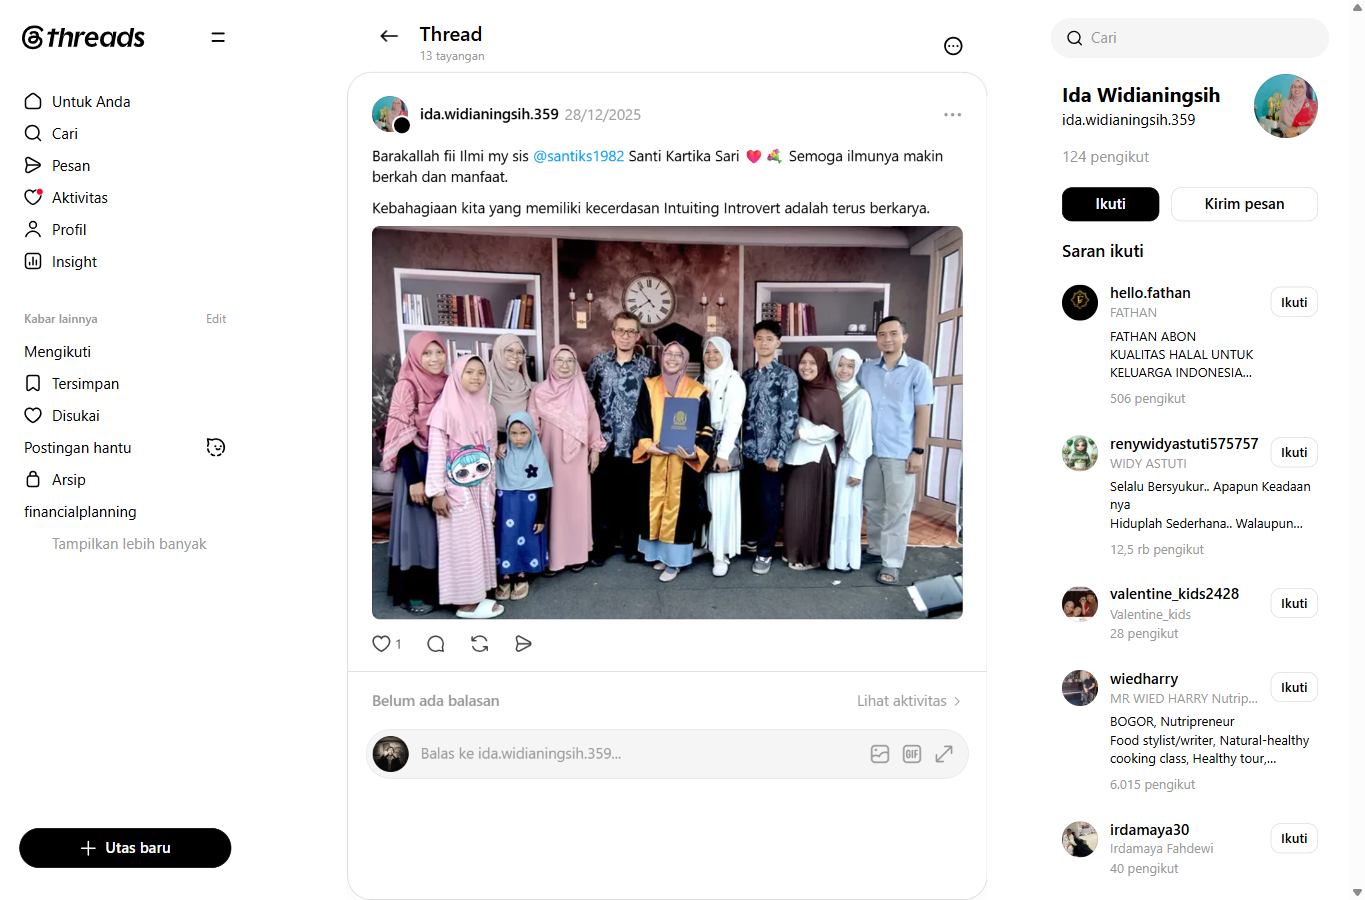 threads
Untuk Anda
Cari
Pesan
Aktivitas
Profil
Insight
Kabar lainnya
Edit
Mengikuti
Tersimpan
Disukai
Postingan hantu
Arsip
financialplanning
Tampilkan lebih banyak
Utas baru
Thread
13 tayangan
ida.widianingsih.359 28/12/2025
Barakallah fii Ilmi my sis @santiks1982 Santi Kartika Sari ❤️ 💐 Semoga ilmunya makin
berkah dan manfaat.
Kebahagiaan kita yang memiliki kecerdasan Intuiting Introvert adalah terus berkarya.
1
Belum ada balasan
Lihat aktivitas
Balas ke ida.widianingsih.359...
GIF
Cari
Ida Widianingsih
ida.widianingsih.359
124 pengikut
Ikuti
Kirim pesan
Saran ikuti
hello.fathan
FATHAN
Ikuti
FATHAN ABON
KUALITAS HALAL UNTUK
KELUARGA INDONESIA...
506 pengikut
renywidyastuti575757
WIDY ASTUTI
Ikuti
Selalu Bersyukur.. Apapun Keadaan
nya
Hiduplah Sederhana.. Walaupun...
12,5 rb pengikut
valentine_kids2428
Valentine_kids
Ikuti
28 pengikut
wiedharry
MR WIED HARRY Nutrip...
Ikuti
BOGOR, Nutripreneur
Food stylist/writer, Natural-healthy
cooking class, Healthy tour,...
6.015 pengikut
irdamaya30
Irdamaya Fahdewi
Ikuti
40 pengikut